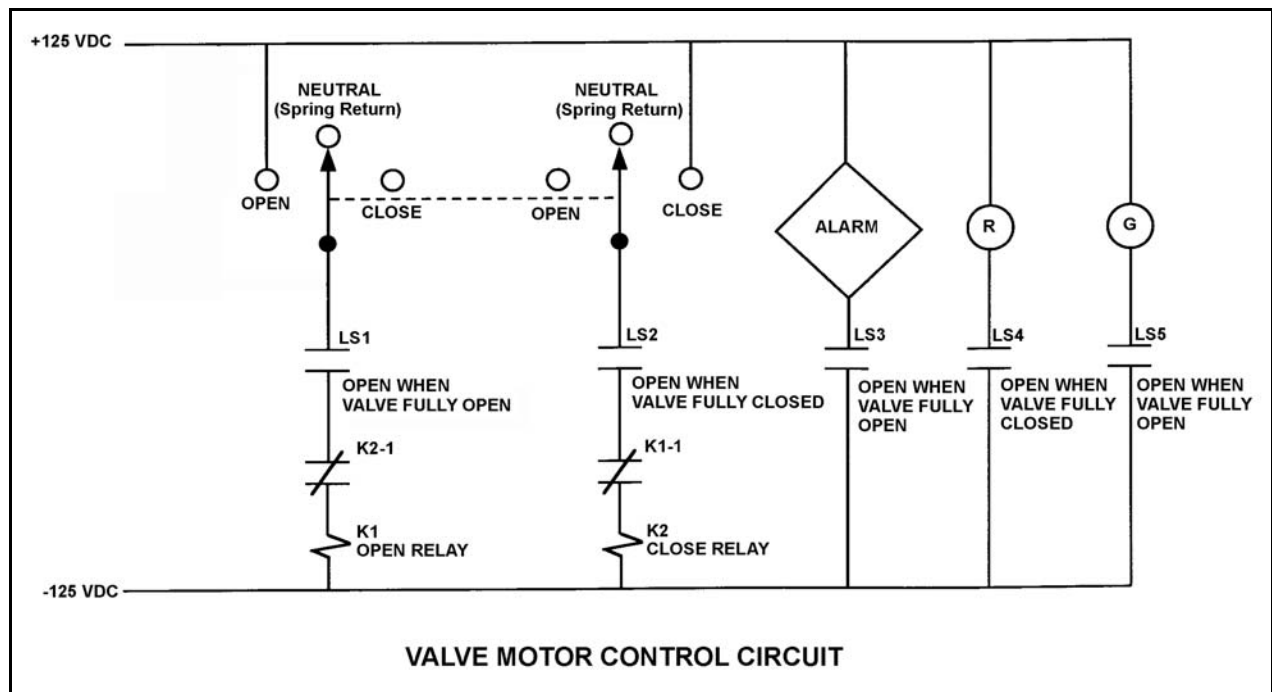 +125 VDC
NEUTRAL
(Spring Return)
NEUTRAL
(Spring Return)
OPEN
CLOSE
OPEN
CLOSE
ALARM
R
G
LS1
OPEN WHEN
VALVE FULLY OPEN
LS2
OPEN WHEN
VALVE FULLY CLOSED
LS3
OPEN WHEN
VALVE FULLY
OPEN
LS4
OPEN WHEN
VALVE FULLY
CLOSED
LS5
OPEN WHEN
VALVE FULLY
OPEN
K2-1
K1-1
K1
OPEN RELAY
K2
CLOSE RELAY
-125 VDC
VALVE MOTOR CONTROL CIRCUIT